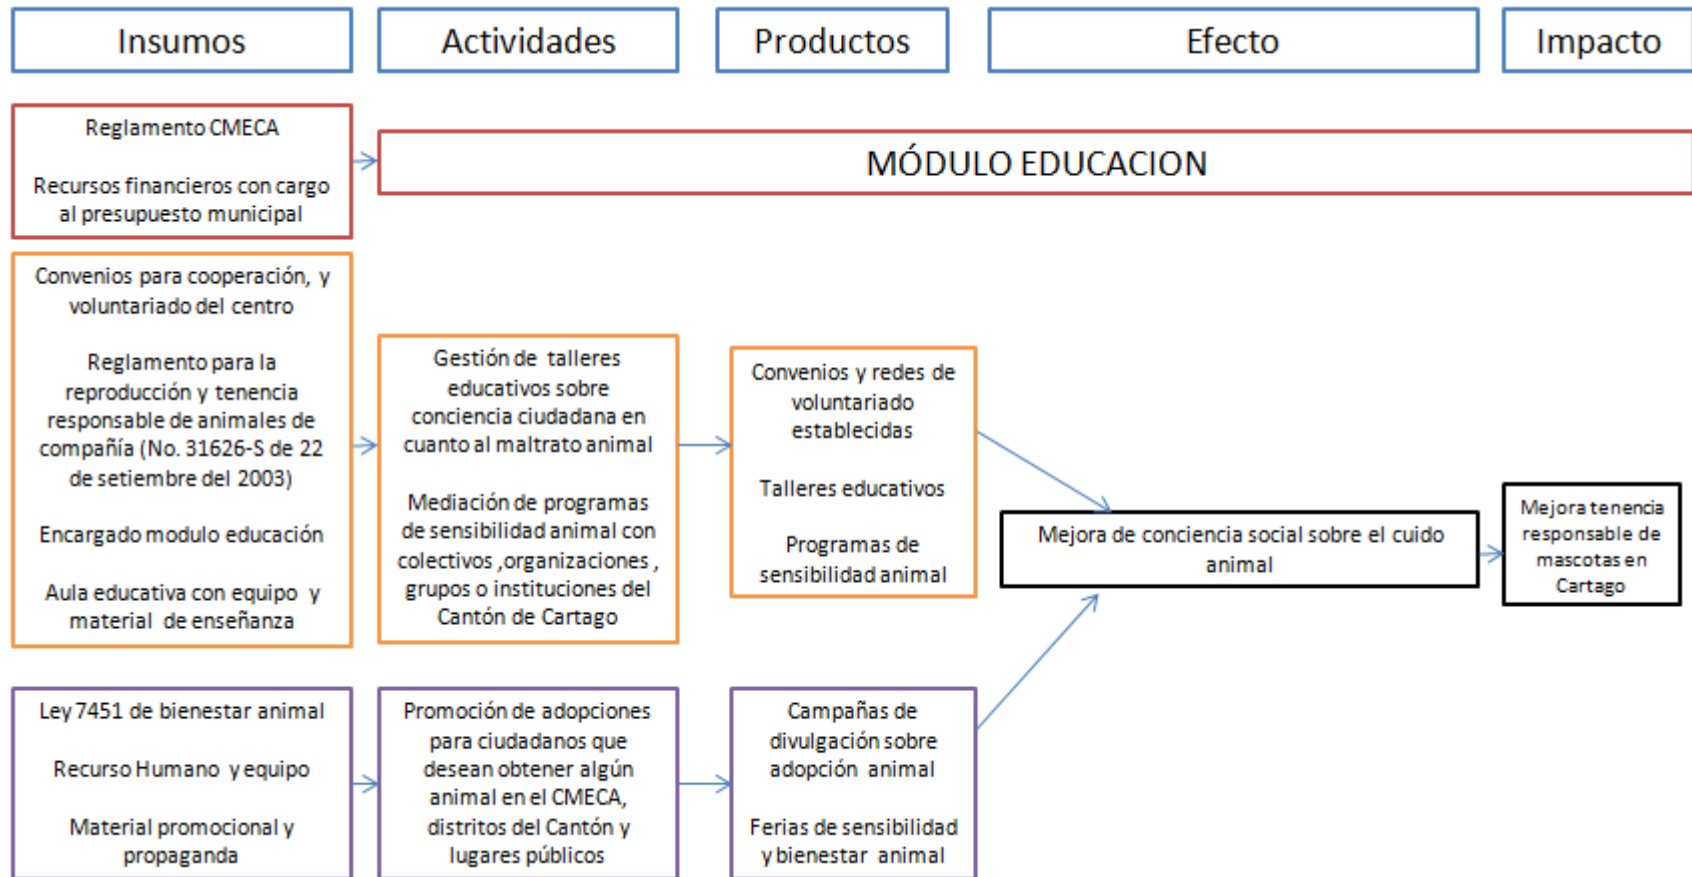 Insumos
Actividades
Productos
Efecto
Impacto
Reglamento CMECA
Recursos financieros con cargo
al presupuesto municipal
MÓDULO EDUCACION
Convenios para cooperación, y
voluntariado del centro
Reglamento para la
reproducción y tenencia
responsable de animales de
compañía (No. 31626-S de 22
de setiembre del 2003)
Encargado modulo educación
Aula educativa con equipo y
material de enseñanza
Gestión de talleres
educativos sobre
conciencia ciudadana en
cuanto al maltrato animal
Mediación de programas
de sensibilidad animal con
colectivos ,organizaciones ,
grupos o instituciones del
Cantón de Cartago
Convenios y redes de
voluntariado
establecidas
Talleres educativos
Programas de
sensibilidad animal
Mejora de conciencia social sobre el cuido
animal
Mejora tenencia
responsable de
mascotas en
Cartago
Ley 7451 de bienestar animal
Recurso Humano y equipo
Material promocional y
propaganda
Promoción de adopciones
para ciudadanos que
desean obtener algún
animal en el CMECA,
distritos del Cantón y
lugares públicos
Campañas de
divulgación sobre
adopción animal
Ferias de sensibilidad
y bienestar animal